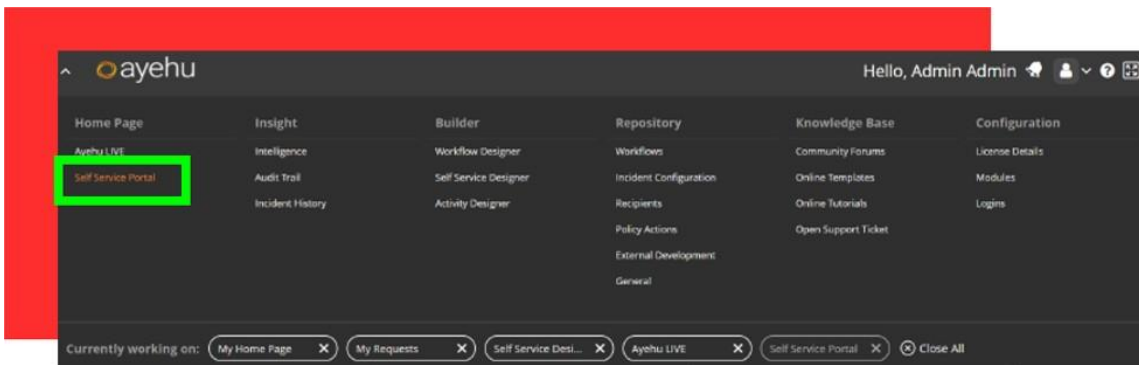 ayehu
Hello, Admin Admin
Home Page Insight Builder Repository Knowledge Base Configuration
Ayehu LIVE Intelligence Workflow Designer Workflows Community Forums License Details
Self Service Portal Audit Trail Self Service Designer Incident Configuration Online Templates Modules
Incident History Activity Designer Recipients Online Tutorials Logins
Policy Actions Open Support Ticket
External Development
General
Currently working on: My Home Page My Requests Self Service Desi... Ayehu LIVE Self Service Portal Close All